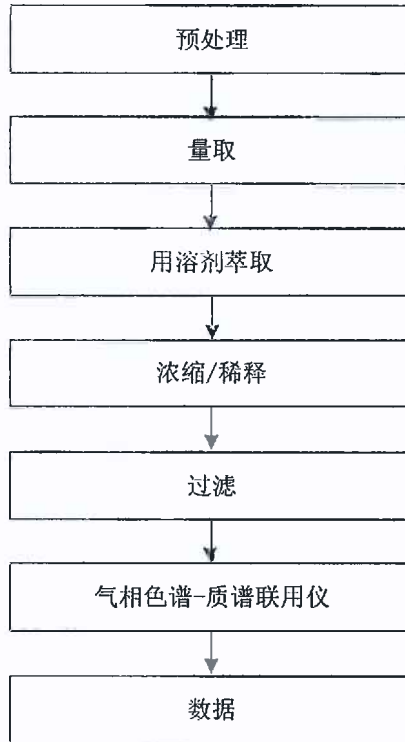 预处理
量取
用溶剂萃取
浓缩/稀释
过滤
气相色谱-质谱联用仪
数据